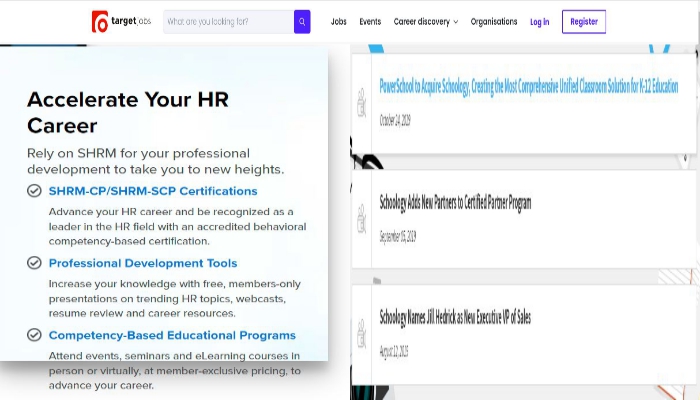 targetjobs
What are you looking for?
Jobs
Events
Career discovery
Organisations
Log in
Register
Accelerate Your HR
Career
Rely on SHRM for your professional
development to take you to new heights.
SHRM-CP/SHRM-SCP Certifications
Advance your HR career and be recognized as a
leader in the HR field with an accredited behavioral
competency-based certification.
Professional Development Tools
Increase your knowledge with free, members-only
presentations on trending HR topics, webcasts,
resume review and career resources.
Competency-Based Educational Programs
Attend events, seminars and eLearning courses in
person or virtually, at member-exclusive pricing, to
advance your career.
PowerSchool to Acquire Schoology, Creating the Most Comprehensive Unified Classroom Solution for K-12 Education
October 24, 2019
Schoology Adds New Partners to Certified Partner Program
September 15, 2019
Schoology Names Jill Hedrick as New Executive VP of Sales
August 12,